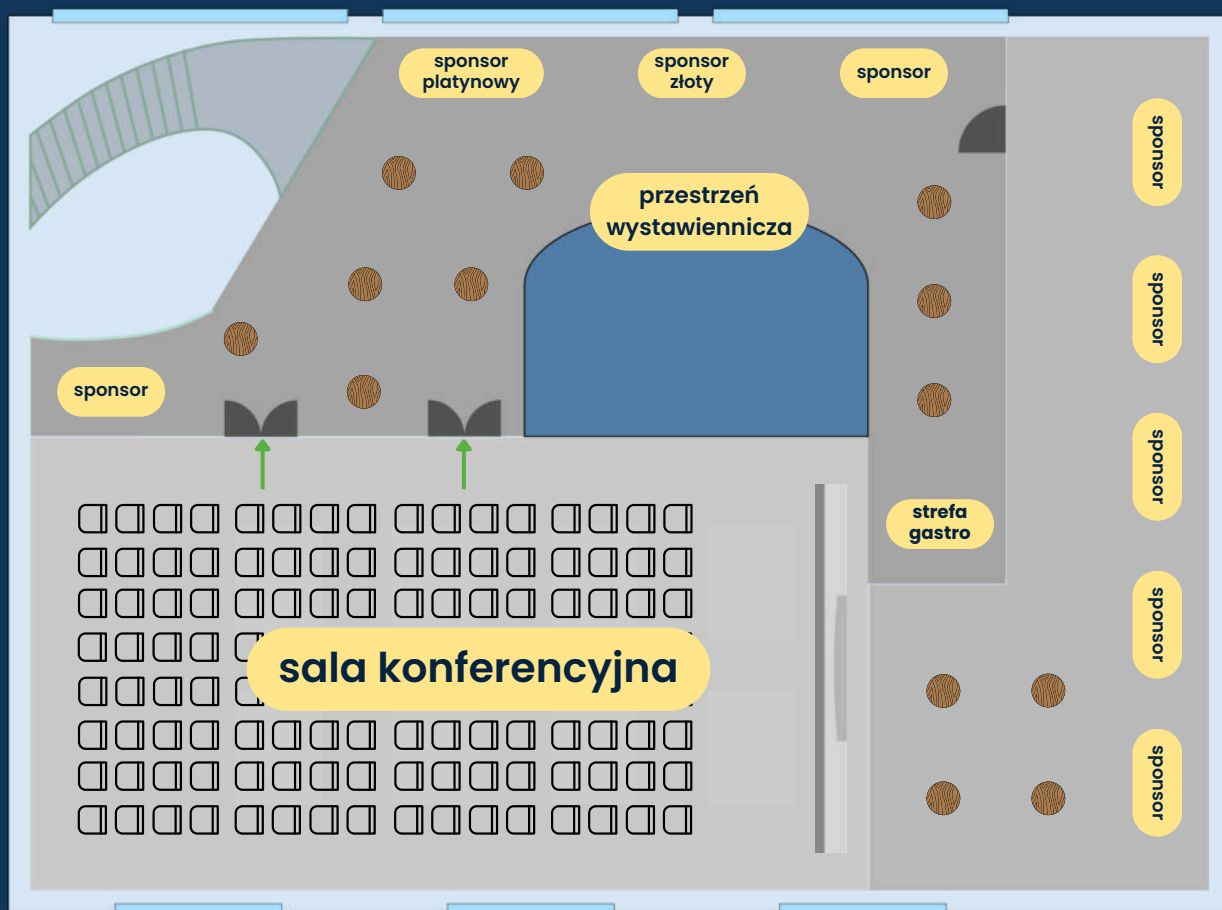 sponsor
platynowy
sponsor
złoty
sponsor
sponsor
przestrzeń
wystawiennicza
sponsor
sponsor
sponsor
strefa
gastro
sponsor
sala konferencyjna
sponsor